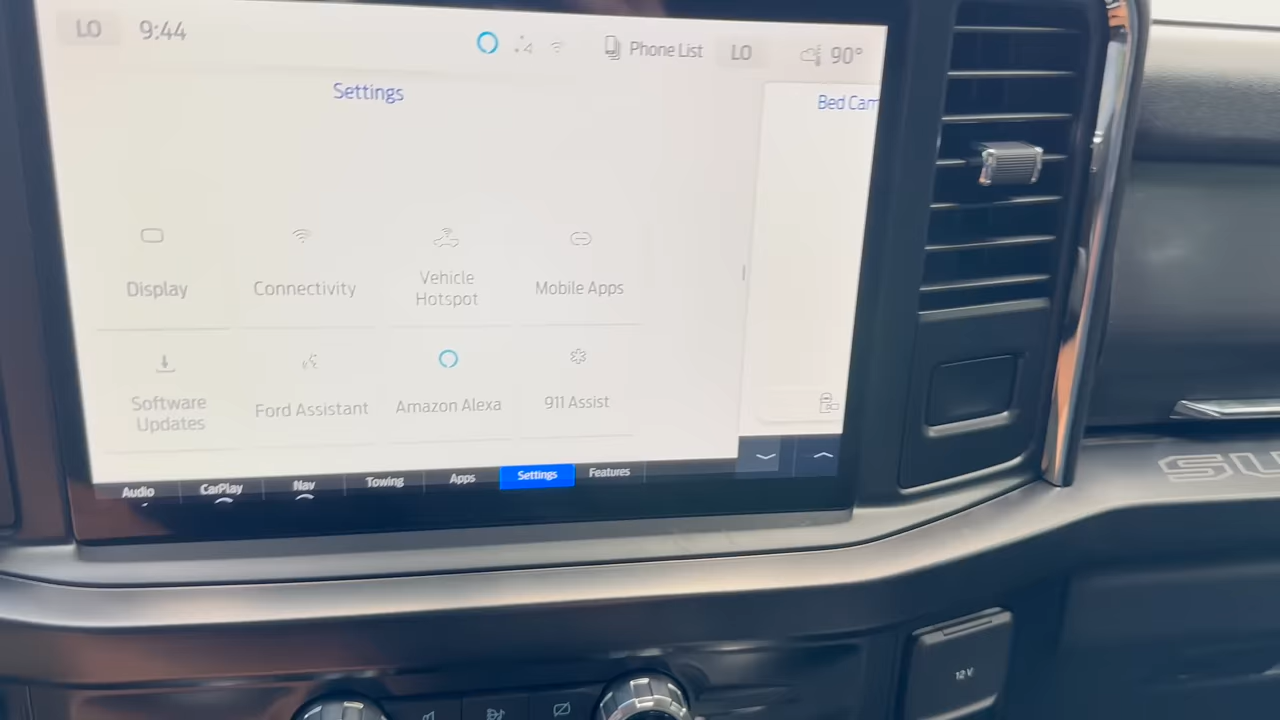 LO 9:44 Phone List LO 90°
Settings
Bed Cam
Display Connectivity Vehicle Hotspot Mobile Apps
Software Updates Ford Assistant Amazon Alexa 911 Assist
Audio CarPlay Nav Towing Apps Settings Features
SU
12V